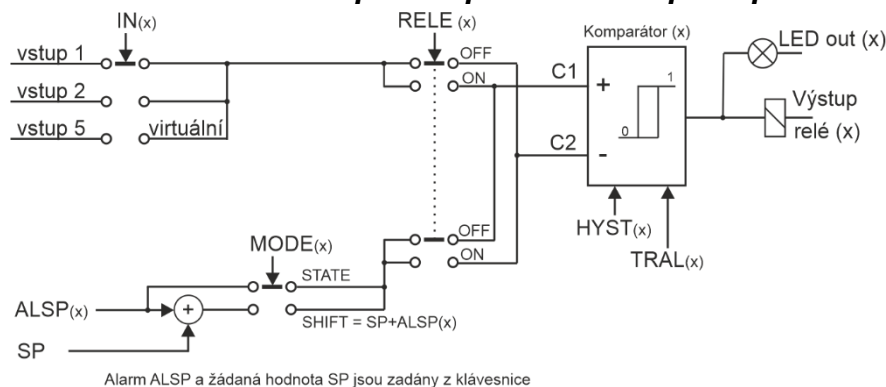 IN(x)
RELE (x)
Komparátor (x)
LED out (x)
vstup 1
OFF
vstup 2
ON
C1
+
1
Výstup
vstup 5
virtuální
C2
-
0
relé (x)
HYST(x)
TRAL(x)
OFF
ON
MODE(x)
STATE
ALSP(x)
+
SHIFT = SP+ALSP(x)
SP
Alarm ALSP a žádaná hodnota SP jsou zadány z klávesnice